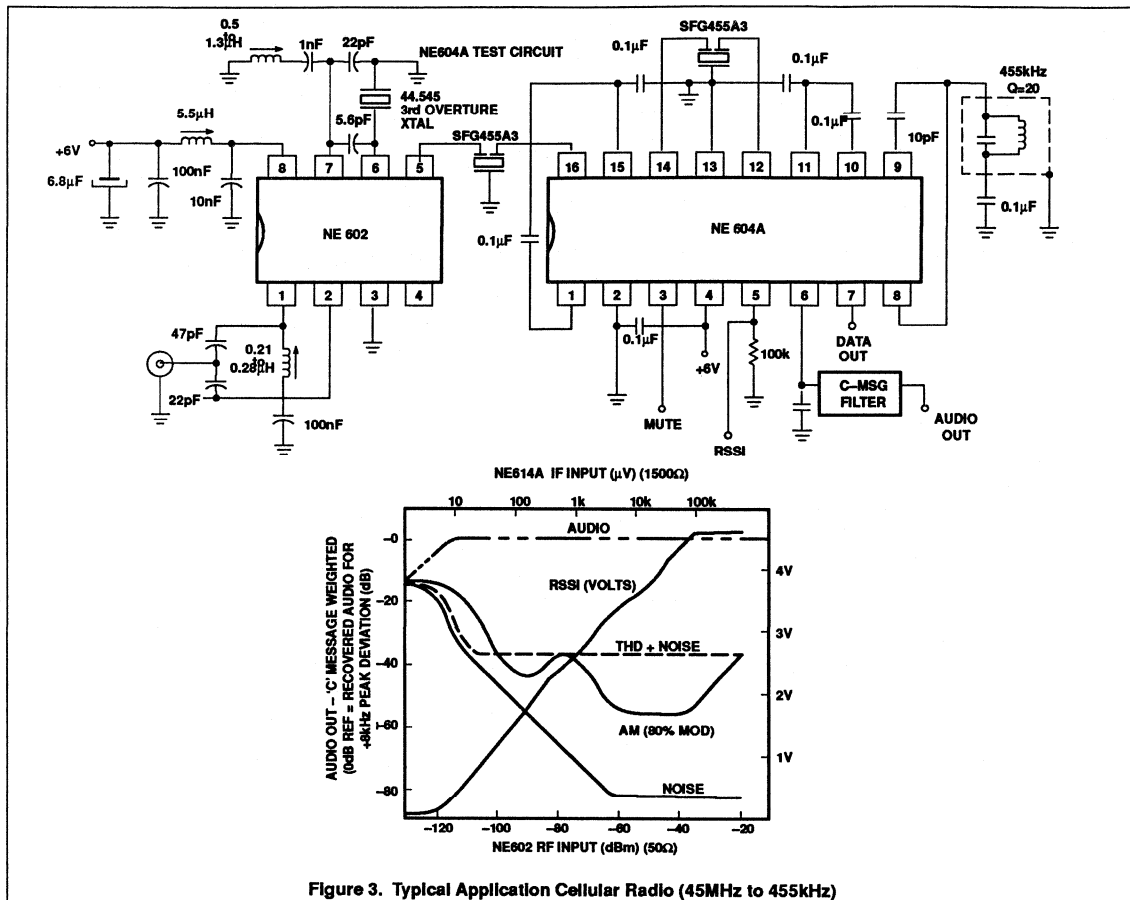 0.5
to
1.3μH
1nF
22pF
NE604A TEST CIRCUIT
44.545
3rd OVERTURE
XTAL
5.6pF
5.5μH
+6V
6.8μF
100nF
10nF
SFG455A3
8
7
6
5
NE 602
1
2
3
4
47pF
0.21
to
0.28μH
22pF
100nF
SFG455A3
0.1μF
0.1μF
0.1μF
10pF
455kHz
Q=20
0.1μF
16
15
14
13
12
11
10
9
0.1μF
NE 604A
1
2
3
4
5
6
7
8
0.1μF
+6V
100k
DATA
OUT
C–MSG
FILTER
MUTE
RSSI
AUDIO
OUT
NE614A IF INPUT (μV) (1500Ω)
10
100
1k
10k
100k
AUDIO
RSSI (VOLTS)
THD + NOISE
AM (80% MOD)
NOISE
–0
–20
–40
–60
–80
4V
3V
2V
1V
AUDIO OUT – 'C' MESSAGE WEIGHTED
(0dB REF = RECOVERED AUDIO FOR
+8kHz PEAK DEVIATION (dB)
–120
–100
–80
–60
–40
–20
NE602 RF INPUT (dBm) (50Ω)
Figure 3. Typical Application Cellular Radio (45MHz to 455kHz)